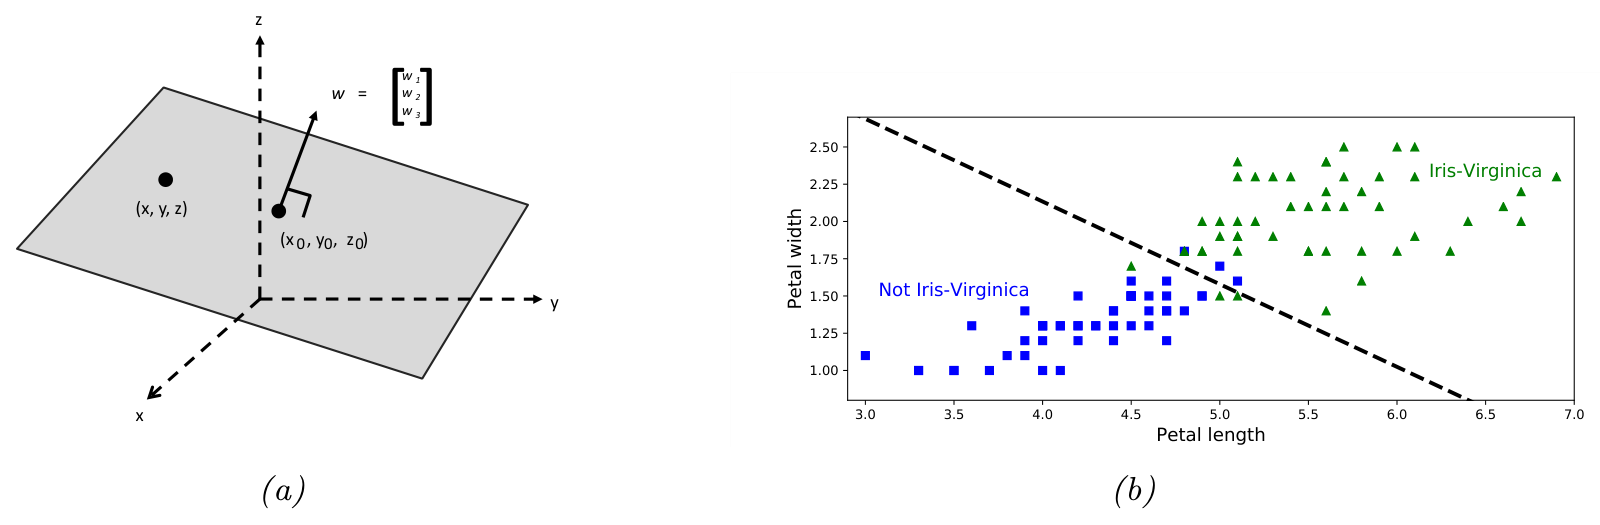 z
w = [w1
w2
w3]
(x, y, z)
(x0, y0, z0)
y
x
(a)
Petal width
2.50
2.25
2.00
1.75
1.50
1.25
1.00
Iris-Virginica
Not Iris-Virginica
3.0 3.5 4.0 4.5 5.0 5.5 6.0 6.5 7.0
Petal length
(b)